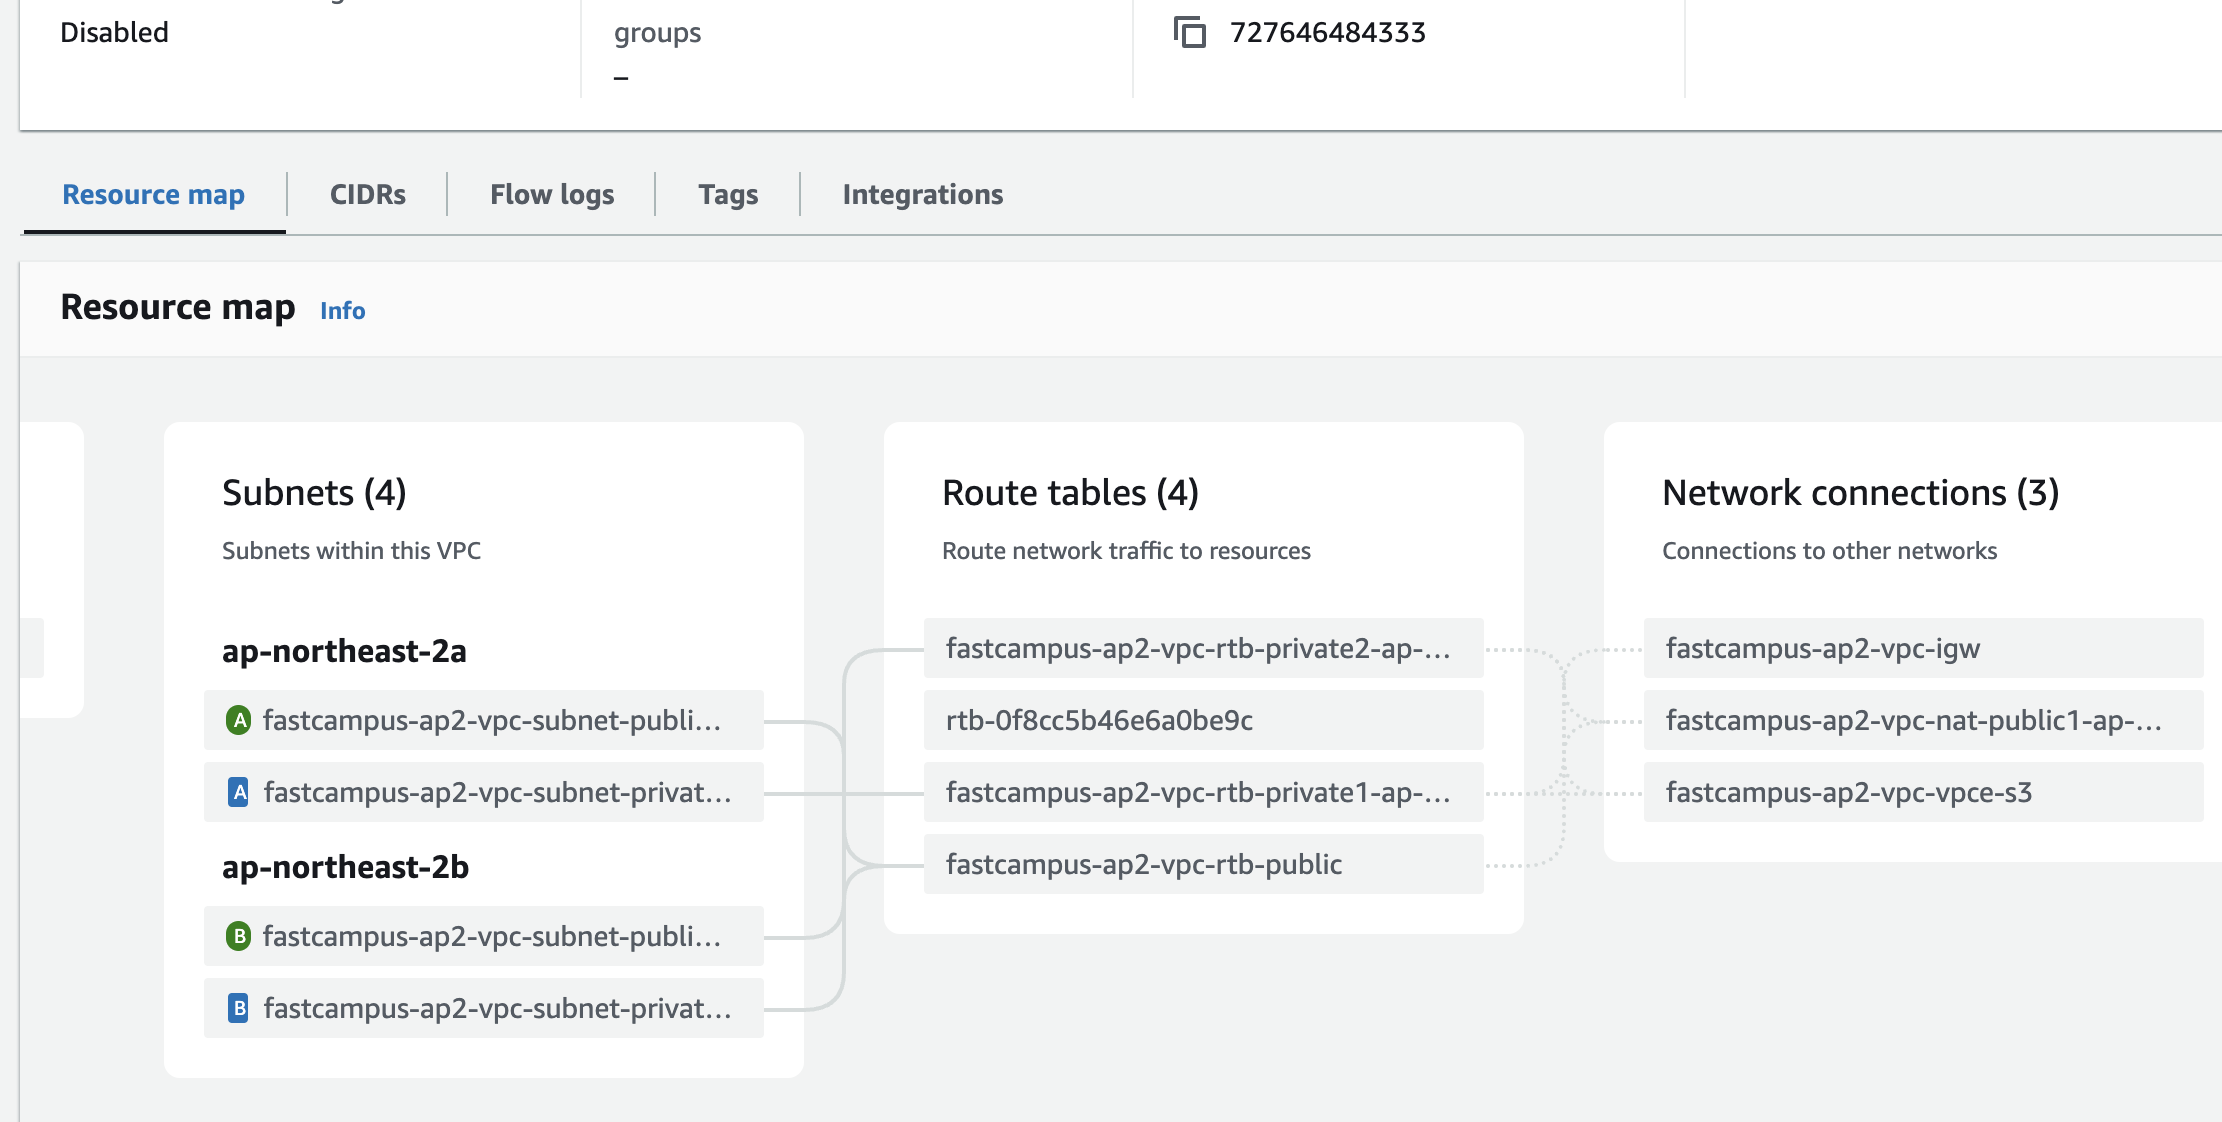 Disabled
groups
–
727646484333
Resource map
CIDRs
Flow logs
Tags
Integrations
Resource map Info
Subnets (4)
Subnets within this VPC
ap-northeast-2a
A fastcampus-ap2-vpc-subnet-publi...
A fastcampus-ap2-vpc-subnet-privat...
ap-northeast-2b
B fastcampus-ap2-vpc-subnet-publi...
B fastcampus-ap2-vpc-subnet-privat...
Route tables (4)
Route network traffic to resources
fastcampus-ap2-vpc-rtb-private2-ap-...
rtb-0f8cc5b46e6a0be9c
fastcampus-ap2-vpc-rtb-private1-ap-...
fastcampus-ap2-vpc-rtb-public
Network connections (3)
Connections to other networks
fastcampus-ap2-vpc-igw
fastcampus-ap2-vpc-nat-public1-ap-...
fastcampus-ap2-vpc-vpce-s3